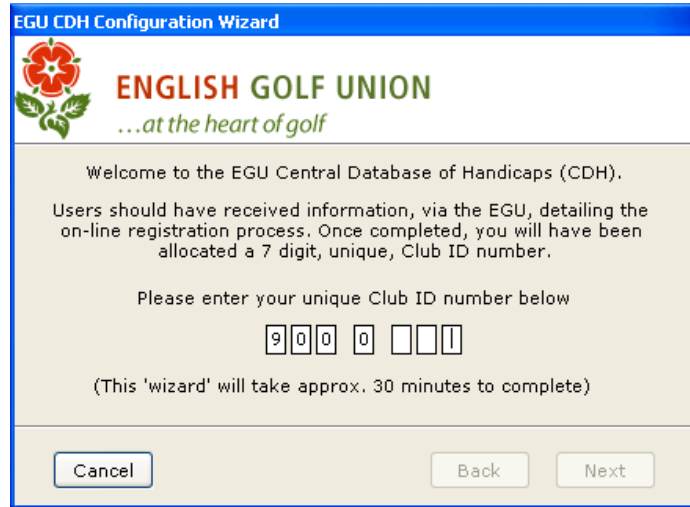 EGU CDH Configuration Wizard
ENGLISH GOLF UNION
...at the heart of golf
Welcome to the EGU Central Database of Handicaps (CDH).
Users should have received information, via the EGU, detailing the
on-line registration process. Once completed, you will have been
allocated a 7 digit, unique, Club ID number.
Please enter your unique Club ID number below
9 0 0 0
(This 'wizard' will take approx. 30 minutes to complete)
Cancel Back Next